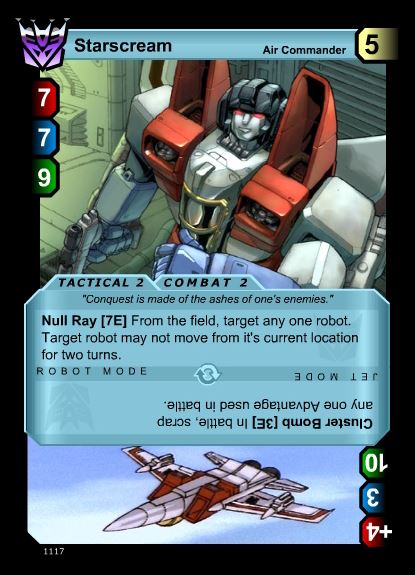 Starscream
Air Commander
5
7
7
9
TACTICAL 2 COMBAT 2
"Conquest is made of the ashes of one's enemies."
Null Ray [7E] From the field, target any one robot.
Target robot may not move from it's current location
for two turns.
ROBOT MODE
JET MODE
Cluster Bomb [3E] In battle, scrap
any one Advantage used in battle.
+4
3
10
1117